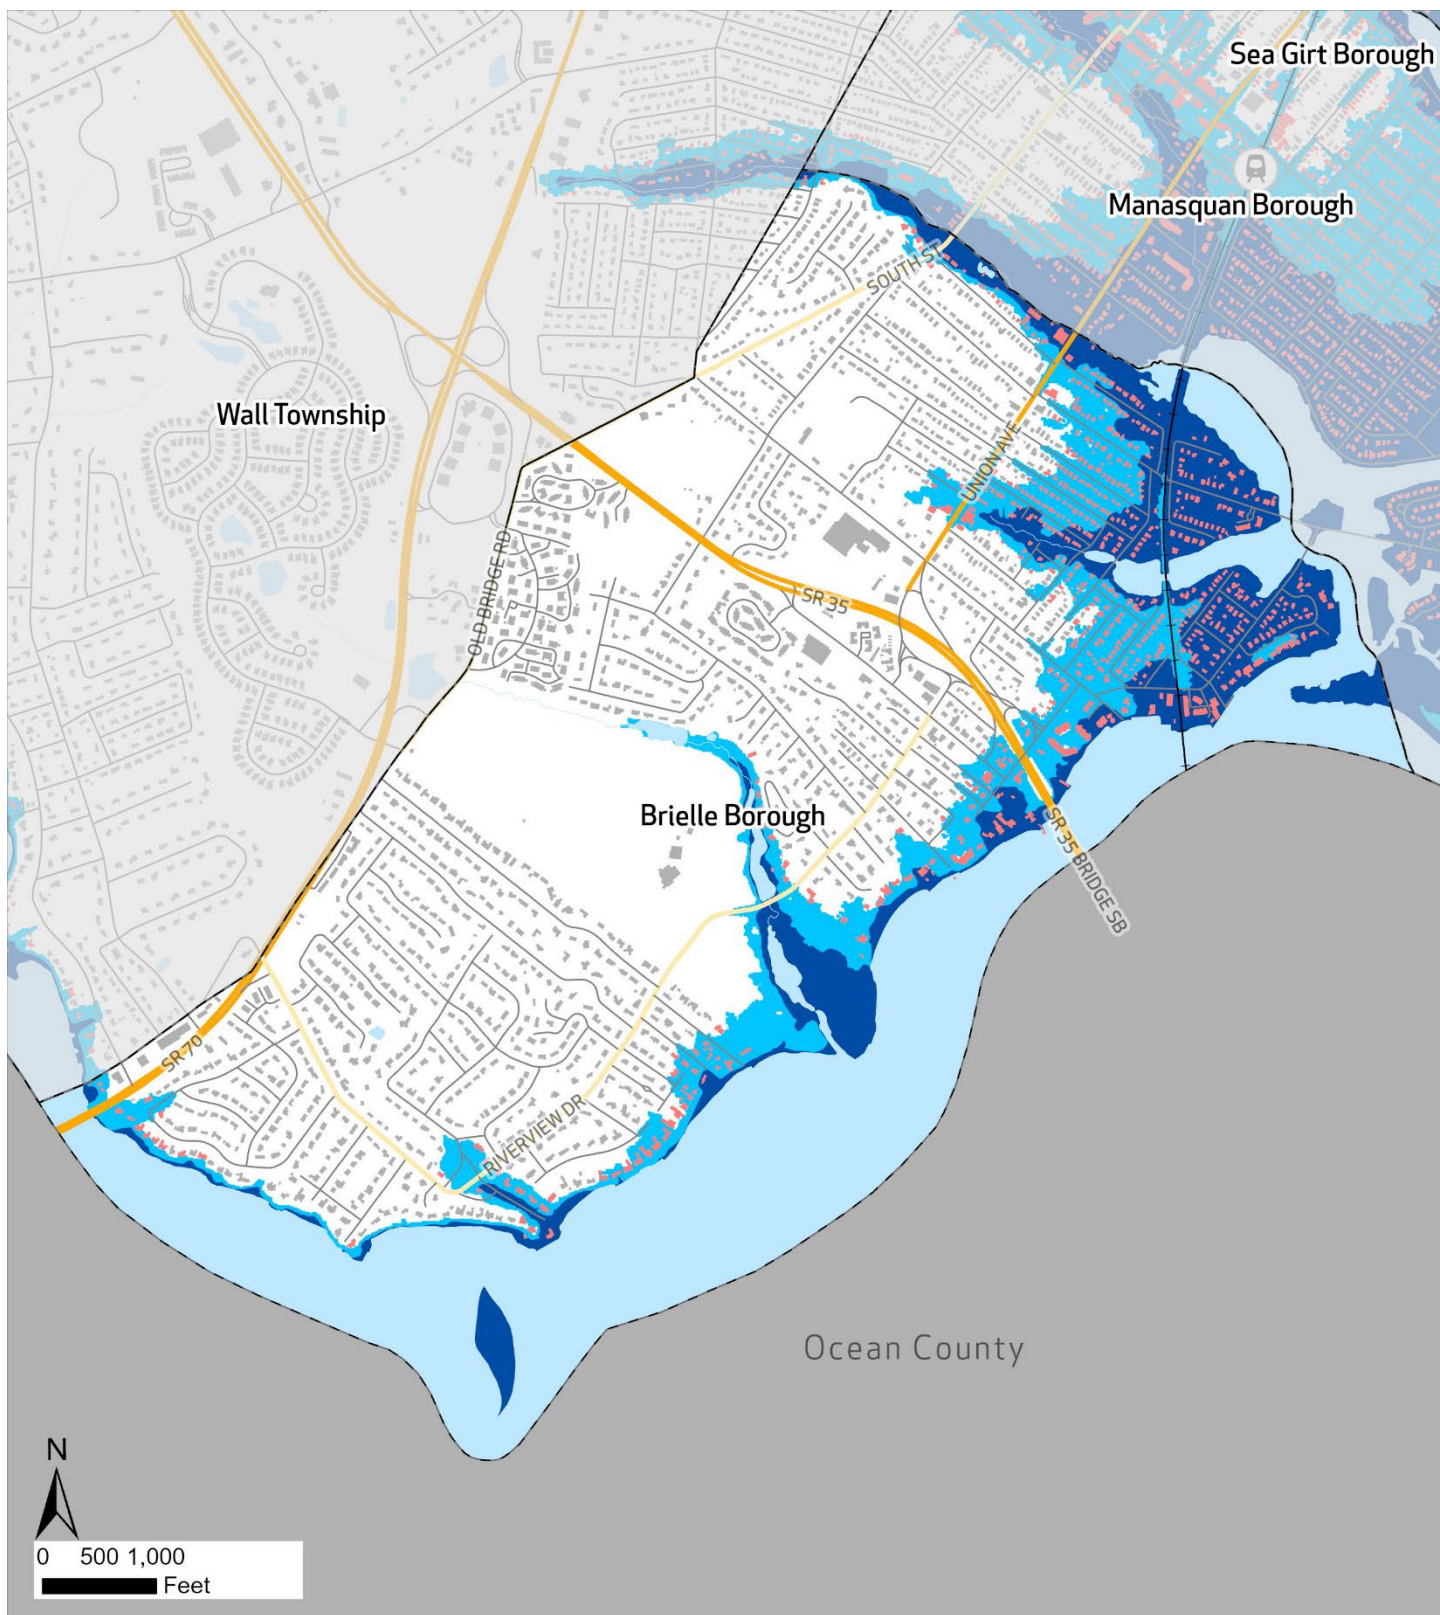 Sea Girt Borough
Manasquan Borough
SOUTH ST
Wall Township
UNION AVE
OLD BRIDGE RD
SR 35
Brielle Borough
SR 35 BRIDGE SB
SR 70
RIVERVIEW DR
Ocean County
N
0 500 1,000
Feet